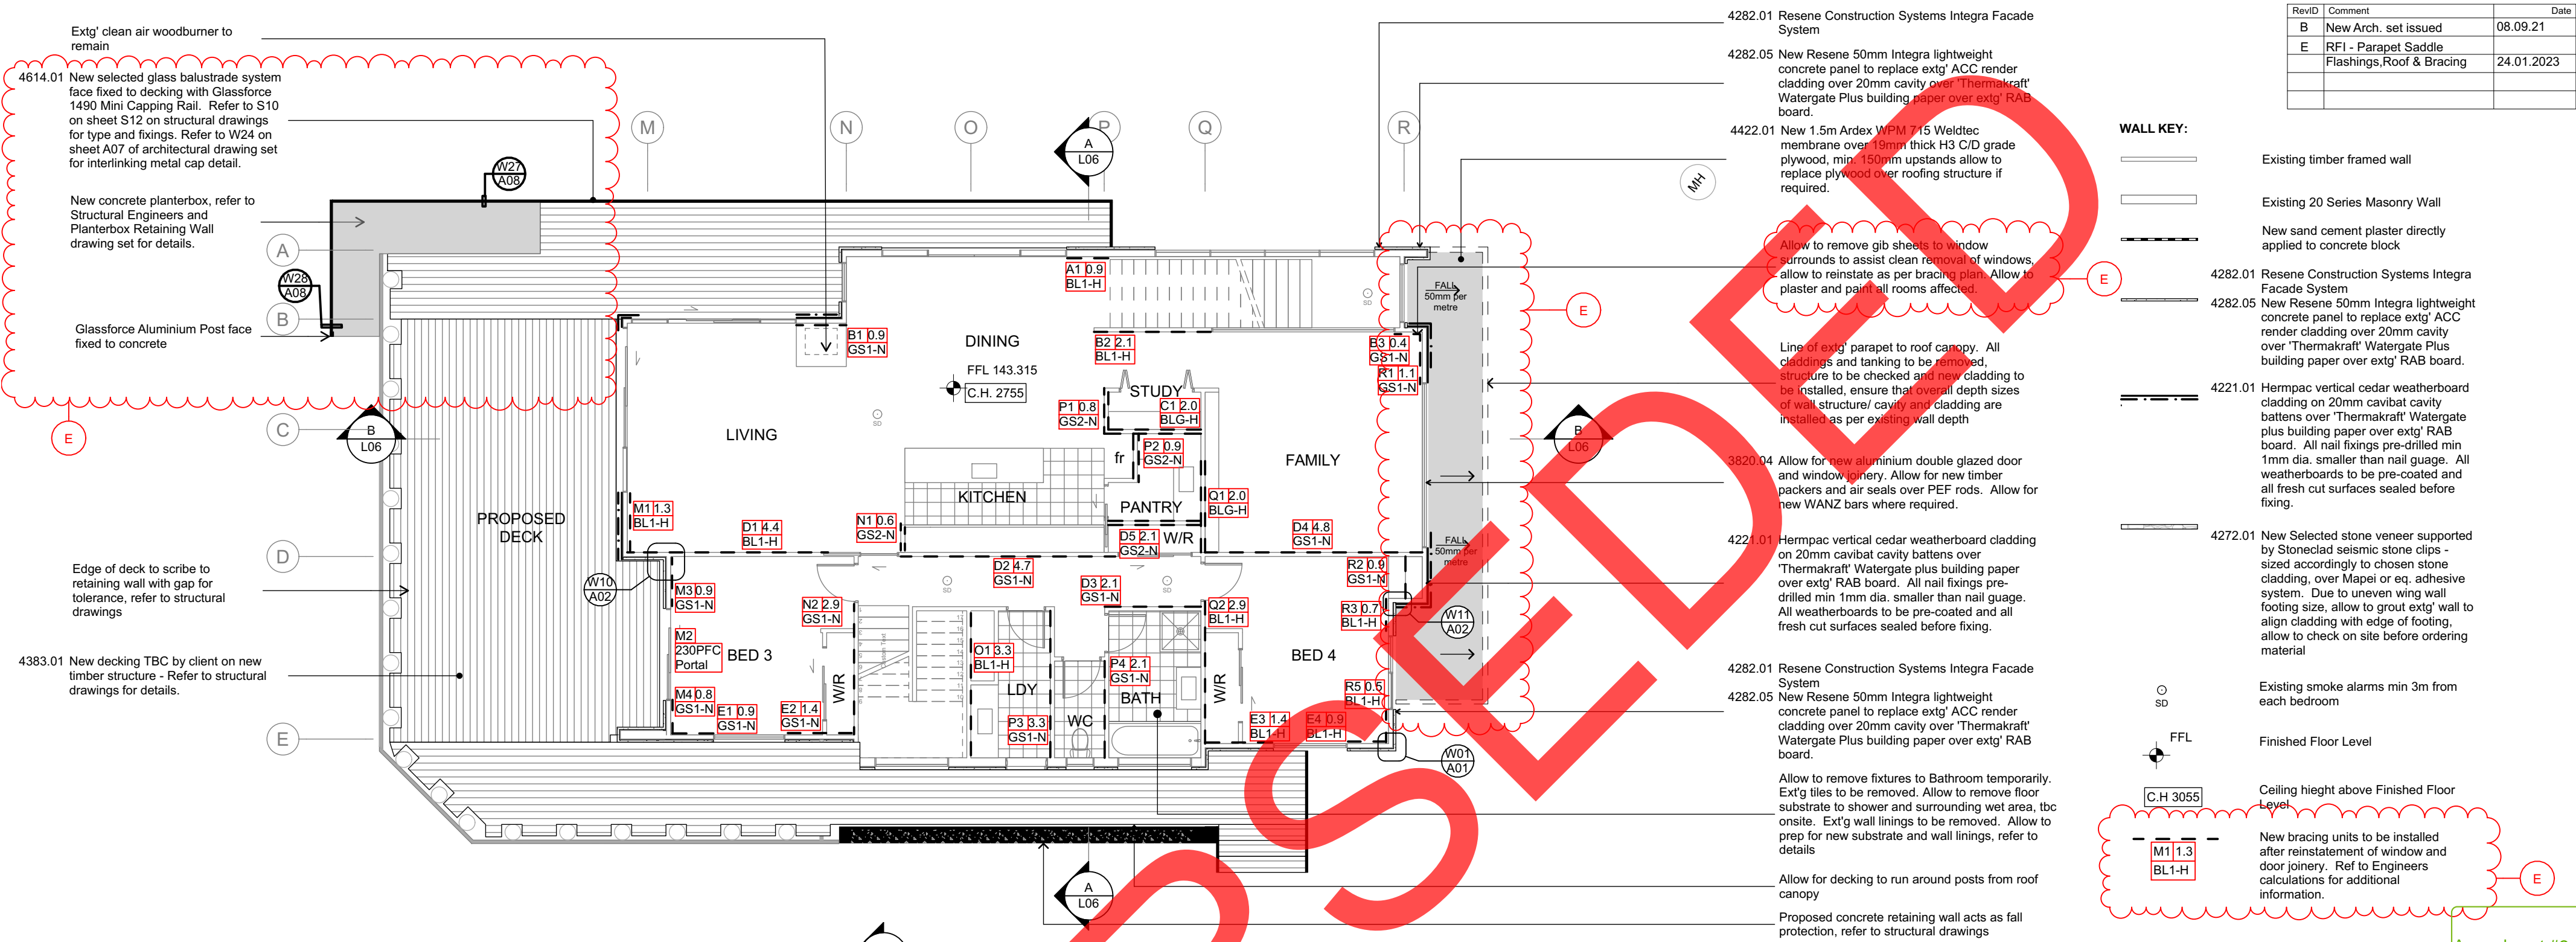 Extg' clean air woodburner to
remain
4614.01 New selected glass balustrade system
face fixed to decking with Glassforce
1490 Mini Capping Rail. Refer to S10
on sheet S12 on structural drawings
for type and fixings. Refer to W24 on
sheet A07 of architectural drawing set
for interlinking metal cap detail.
New concrete planterbox, refer to
Structural Engineers and
Planterbox Retaining Wall
drawing set for details.
Glassforce Aluminium Post face
fixed to concrete
E
Edge of deck to scribe to
retaining wall with gap for
tolerance, refer to structural
drawings
4383.01 New decking TBC by client on new
timber structure - Refer to structural
drawings for details.
W27
A08
W28
A08
A
B
C
D
E
M
N
O
P
Q
R
MH
A
L06
B
L06
B
L06
A
L06
W10
A02
W11
A02
W01
A01
A1 0.9
BL1-H
SD
FALL
50mm per
metre
E
B1 0.9
GS1-N
DINING
B2 2.1
BL1-H
B3 0.4
GS1-N
R1 1.1
GS1-N
FFL 143.315
C.H. 2755
STUDY
P1 0.8
GS2-N
C1 2.0
BLG-H
SD
LIVING
P2 0.9
GS2-N
fr
FAMILY
KITCHEN
PANTRY
Q1 2.0
BLG-H
PROPOSED
DECK
M1 1.3
BL1-H
D1 4.4
BL1-H
N1 0.6
GS2-N
D5 2.1
GS2-N
W/R
D4 4.8
GS1-N
FALL
50mm per
metre
D2 4.7
GS1-N
D3 2.1
GS1-N
R2 0.9
GS1-N
SD
SD
M3 0.9
GS1-N
N2 2.9
GS1-N
Q2 2.9
BL1-H
R3 0.7
BL1-H
M2
230PFC
Portal
BED 3
O1 3.3
BL1-H
P4 2.1
GS1-N
BED 4
W/R
LDY
BATH
W/R
M4 0.8
GS1-N
E1 0.9
GS1-N
E2 1.4
GS1-N
P3 3.3
GS1-N
WC
R5 0.5
BL1-H
E3 1.4
BL1-H
E4 0.9
BL1-H
4282.01 Resene Construction Systems Integra Facade
System
4282.05 New Resene 50mm Integra lightweight
concrete panel to replace extg' ACC render
cladding over 20mm cavity over 'Thermakraft'
Watergate Plus building paper over extg' RAB
board.
4422.01 New 1.5m Ardex WPM 715 Weldtec
membrane over 19mm thick H3 C/D grade
plywood, min. 150mm upstands allow to
replace plywood over roofing structure if
required.
Allow to remove gib sheets to window
surrounds to assist clean removal of windows,
allow to reinstate as per bracing plan. Allow to
plaster and paint all rooms affected.
E
Line of extg' parapet to roof canopy. All
claddings and tanking to be removed,
structure to be checked and new cladding to
be installed, ensure that overall depth sizes
of wall structure/ cavity and cladding are
installed as per existing wall depth
3820.04 Allow for new aluminium double glazed door
and window joinery. Allow for new timber
packers and air seals over PEF rods. Allow for
new WANZ bars where required.
4221.01 Hermpac vertical cedar weatherboard cladding
on 20mm cavibat cavity battens over
'Thermakraft' Watergate plus building paper
over extg' RAB board. All nail fixings pre-
drilled min 1mm dia. smaller than nail guage.
All weatherboards to be pre-coated and all
fresh cut surfaces sealed before fixing.
4282.01 Resene Construction Systems Integra Facade
System
4282.05 New Resene 50mm Integra lightweight
concrete panel to replace extg' ACC render
cladding over 20mm cavity over 'Thermakraft'
Watergate Plus building paper over extg' RAB
board.
Allow to remove fixtures to Bathroom temporarily.
Ext'g tiles to be removed. Allow to remove floor
substrate to shower and surrounding wet area, tbc
onsite. Ext'g wall linings to be removed. Allow to
prep for new substrate and wall linings, refer to
details
Allow for decking to run around posts from roof
canopy
Proposed concrete retaining wall acts as fall
protection, refer to structural drawings
RevID Comment Date
B New Arch. set issued 08.09.21
E RFI - Parapet Saddle
Flashings,Roof & Bracing 24.01.2023
WALL KEY:
Existing timber framed wall
Existing 20 Series Masonry Wall
New sand cement plaster directly
applied to concrete block
4282.01 Resene Construction Systems Integra
Facade System
4282.05 New Resene 50mm Integra lightweight
concrete panel to replace extg' ACC
render cladding over 20mm cavity
over 'Thermakraft' Watergate Plus
building paper over extg' RAB board.
4221.01 Hermpac vertical cedar weatherboard
cladding on 20mm cavibat cavity
battens over 'Thermakraft' Watergate
plus building paper over extg' RAB
board. All nail fixings pre-drilled min
1mm dia. smaller than nail guage. All
weatherboards to be pre-coated and
all fresh cut surfaces sealed before
fixing.
4272.01 New Selected stone veneer supported
by Stoneclad seismic stone clips -
sized accordingly to chosen stone
cladding, over Mapei or eq. adhesive
system. Due to uneven wing wall
footing size, allow to grout extg' wall to
align cladding with edge of footing,
allow to check on site before ordering
material
SD
Existing smoke alarms min 3m from
each bedroom
FFL
Finished Floor Level
C.H 3055
Ceiling hieght above Finished Floor
Level
M1 1.3
BL1-H
New bracing units to be installed
after reinstatement of window and
door joinery. Ref to Engineers
calculations for additional
information.
E
SEDED